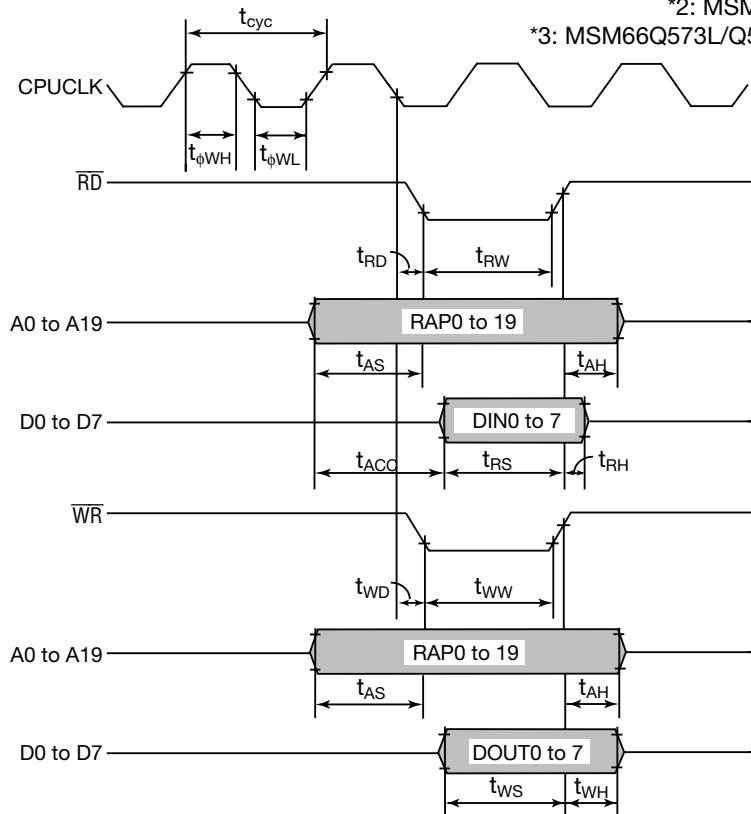 *2: MSM
*3: MSM66Q573L/Q5
tcyc
CPUCLK
tϕWH
tϕWL
RD
tRD
tRW
A0 to A19
RAP0 to 19
tAS
tAH
D0 to D7
DIN0 to 7
tACC
tRS
tRH
WR
tWD
tWW
A0 to A19
RAP0 to 19
tAS
tAH
D0 to D7
DOUT0 to 7
tWS
tWH